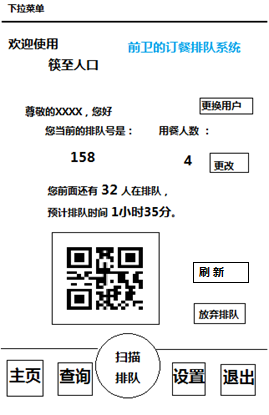 下拉菜单
欢迎使用 前卫的订餐排队系统
筷至人口
尊敬的XXXX，您好 更换用户
您当前的排队号是： 用餐人数：
158 4 更改
您前面还有 32 人在排队，
预计排队时间 1小时35分。
刷 新
放弃排队
扫描
排队
主页 查询 设置 退出